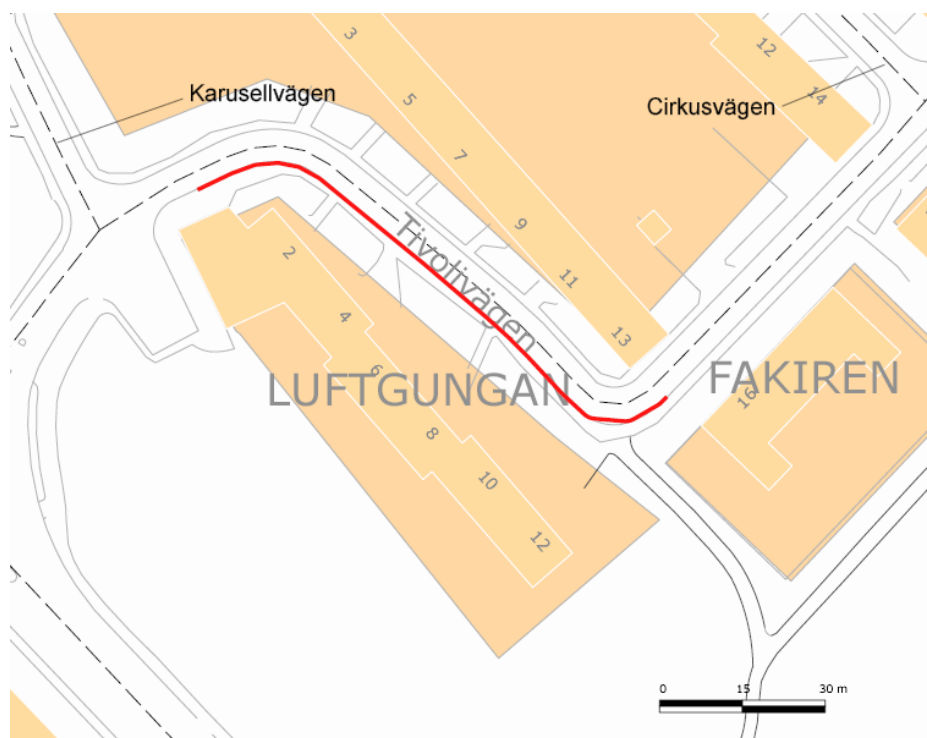 3
12
5
14
Karusellvägen
Cirkusvägen
7
9
Tivolivägen
2
11
4
13
6
LUFTGUNGAN
FAKIREN
16
8
10
12
0 15 30 m